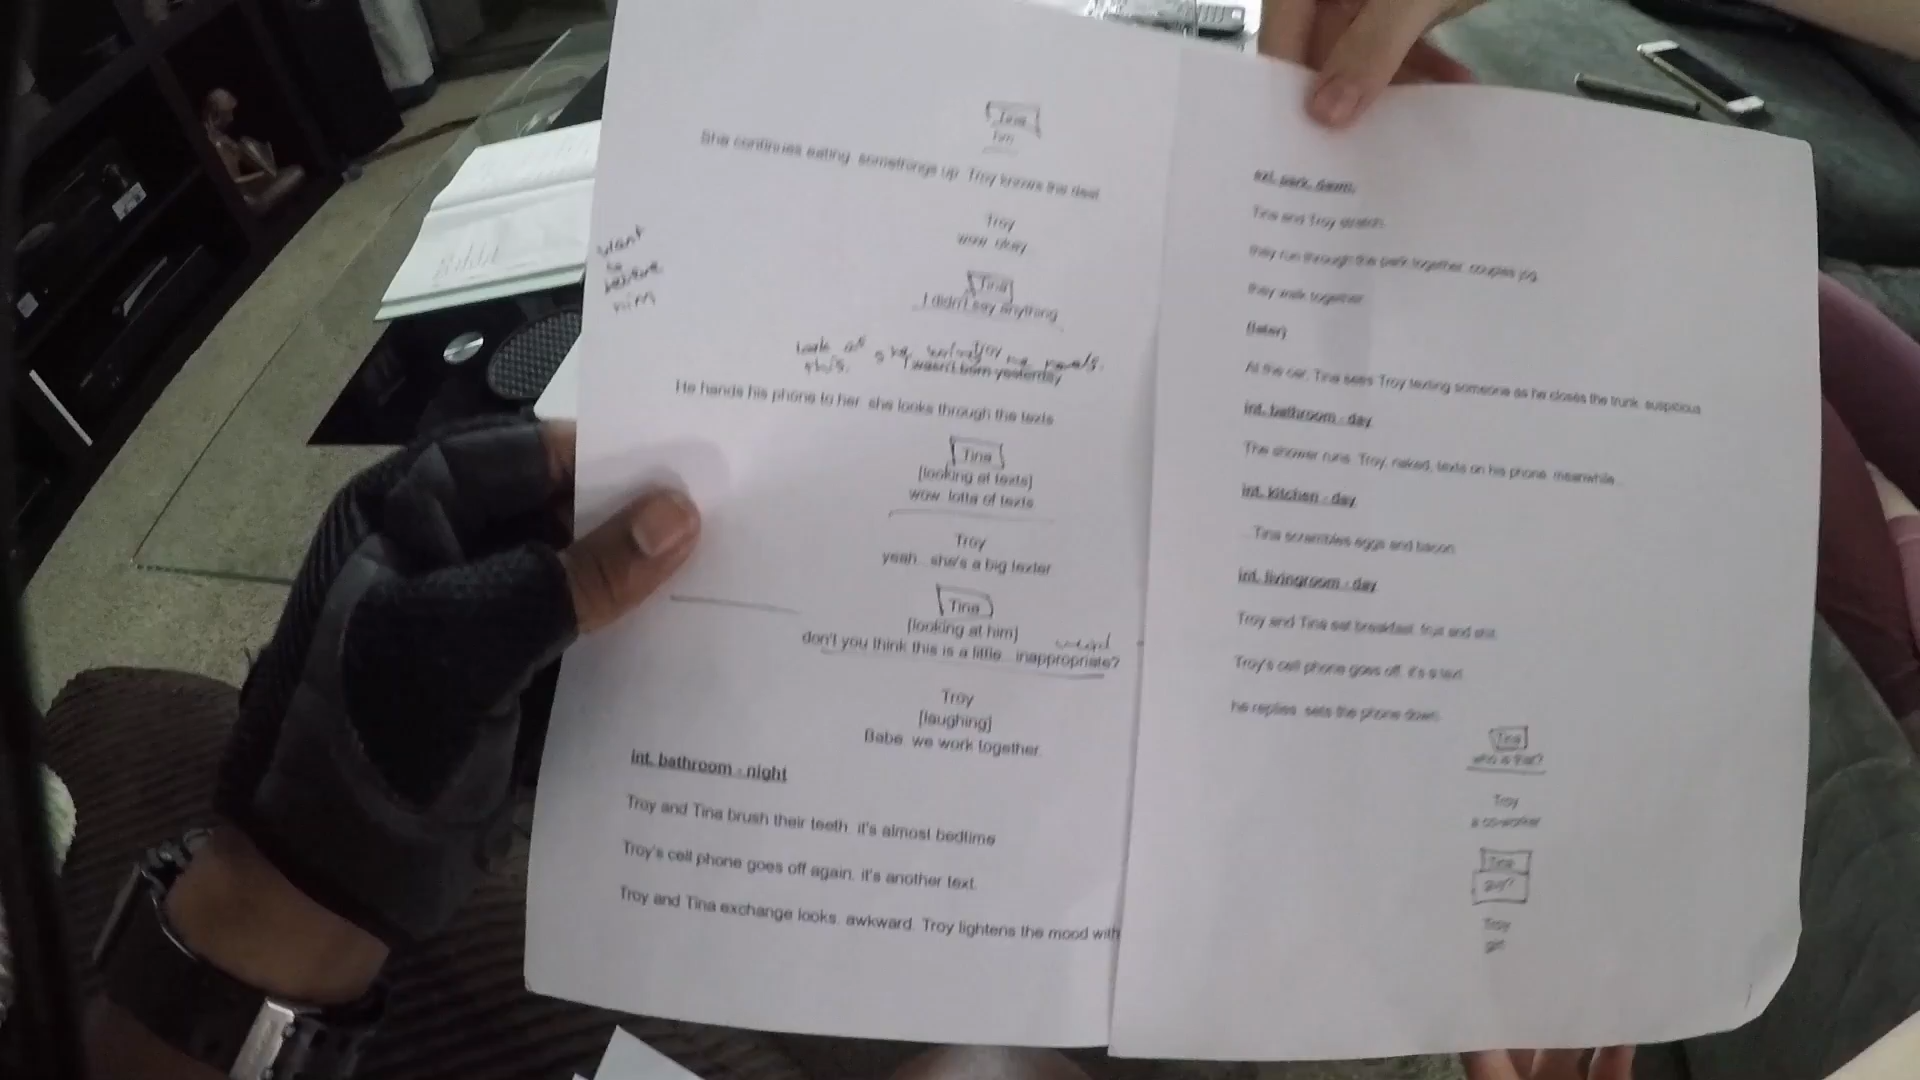 Tina
hm
She continues eating. somethings up. Troy knows the deal
Troy
I didn't say anything
Tina
Troy
I wasn't born yesterday
He hands his phone to her. she looks through the texts
Tina
[looking at texts]
wow. lotta of texts
Troy
yeah... she's a big texter
Tina
[looking at him]
weird
don't you think this is a little... inappropriate?
Troy
[laughing]
Babe. we work together.
int. bathroom - night
Troy and Tina brush their teeth. it's almost bedtime
Troy's cell phone goes off again. it's another text.
Troy and Tina exchange looks. awkward. Troy lightens the mood with
ext. park. dawn.
Tina and Troy stretch.
they run through the park together. couples jog.
they walk together
(later)
At the car. Tina sees Troy texting someone as he closes the trunk. suspicious
int. bathroom - day
The shower runs. Troy, naked, texts on his phone. meanwhile...
int. kitchen - day
...Tina scrambles eggs and bacon
int. livingroom - day
Troy and Tina eat breakfast. fruit and shit.
Troy's cell phone goes off. it's a text.
he replies. sets the phone down.
Tina
who is that?
Troy
a co-worker
Tina
guy?
Troy
girl